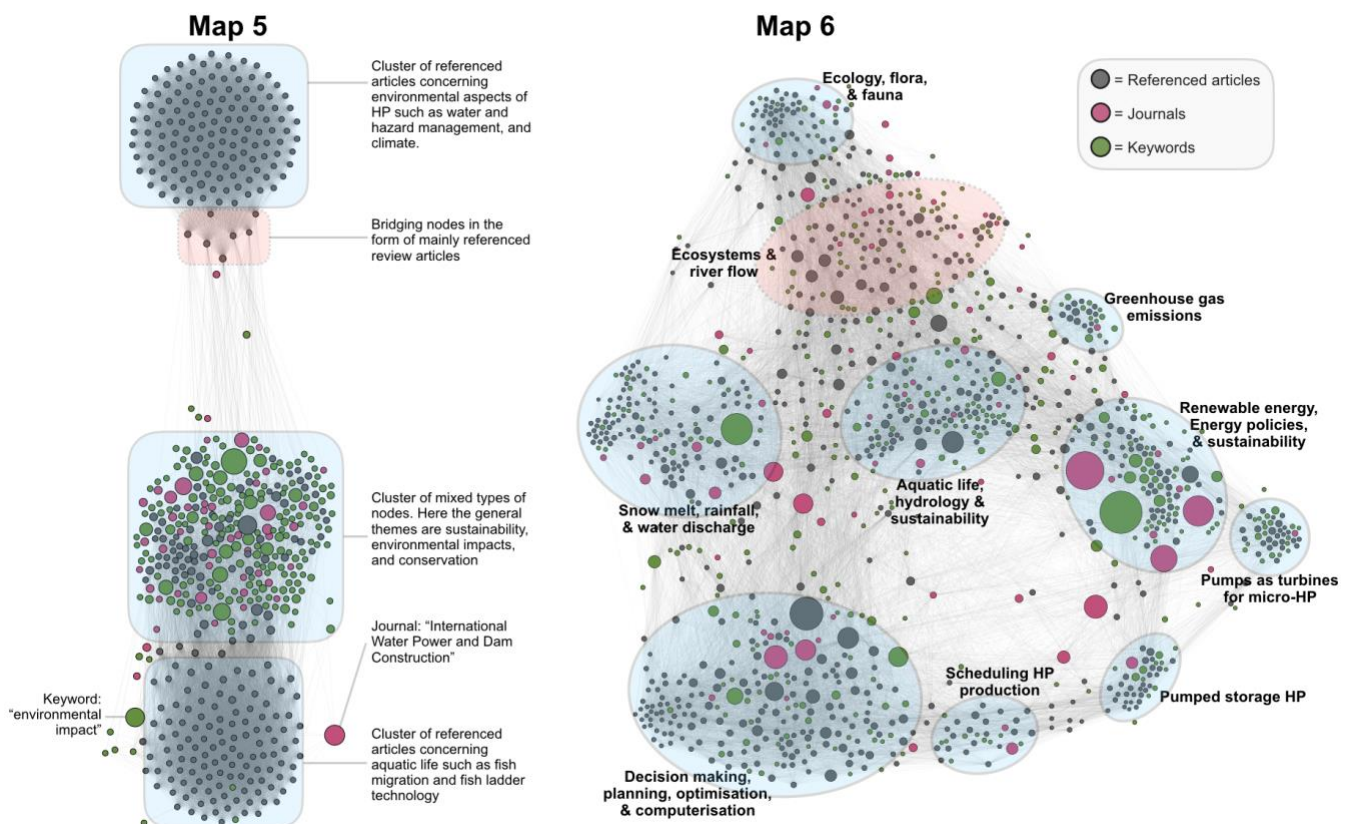 Map 5
Cluster of referenced
articles concerning
environmental aspects of
HP such as water and
hazard management, and
climate.
Bridging nodes in the
form of mainly referenced
review articles
Cluster of mixed types of
nodes. Here the general
themes are sustainability,
environmental impacts,
and conservation
Journal: “International
Water Power and Dam
Construction”
Keyword:
“environmental
impact”
Cluster of referenced
articles concerning
aquatic life such as fish
migration and fish ladder
technology
Map 6
= Referenced articles
= Journals
= Keywords
Ecology, flora,
& fauna
Ecosystems &
river flow
Greenhouse gas
emissions
Renewable energy,
Energy policies,
& sustainability
Snow melt, rainfall,
& water discharge
Aquatic life,
hydrology &
sustainability
Pumps as turbines
for micro-HP
Scheduling HP
production
Pumped storage HP
Decision making,
planning, optimisation,
& computerisation